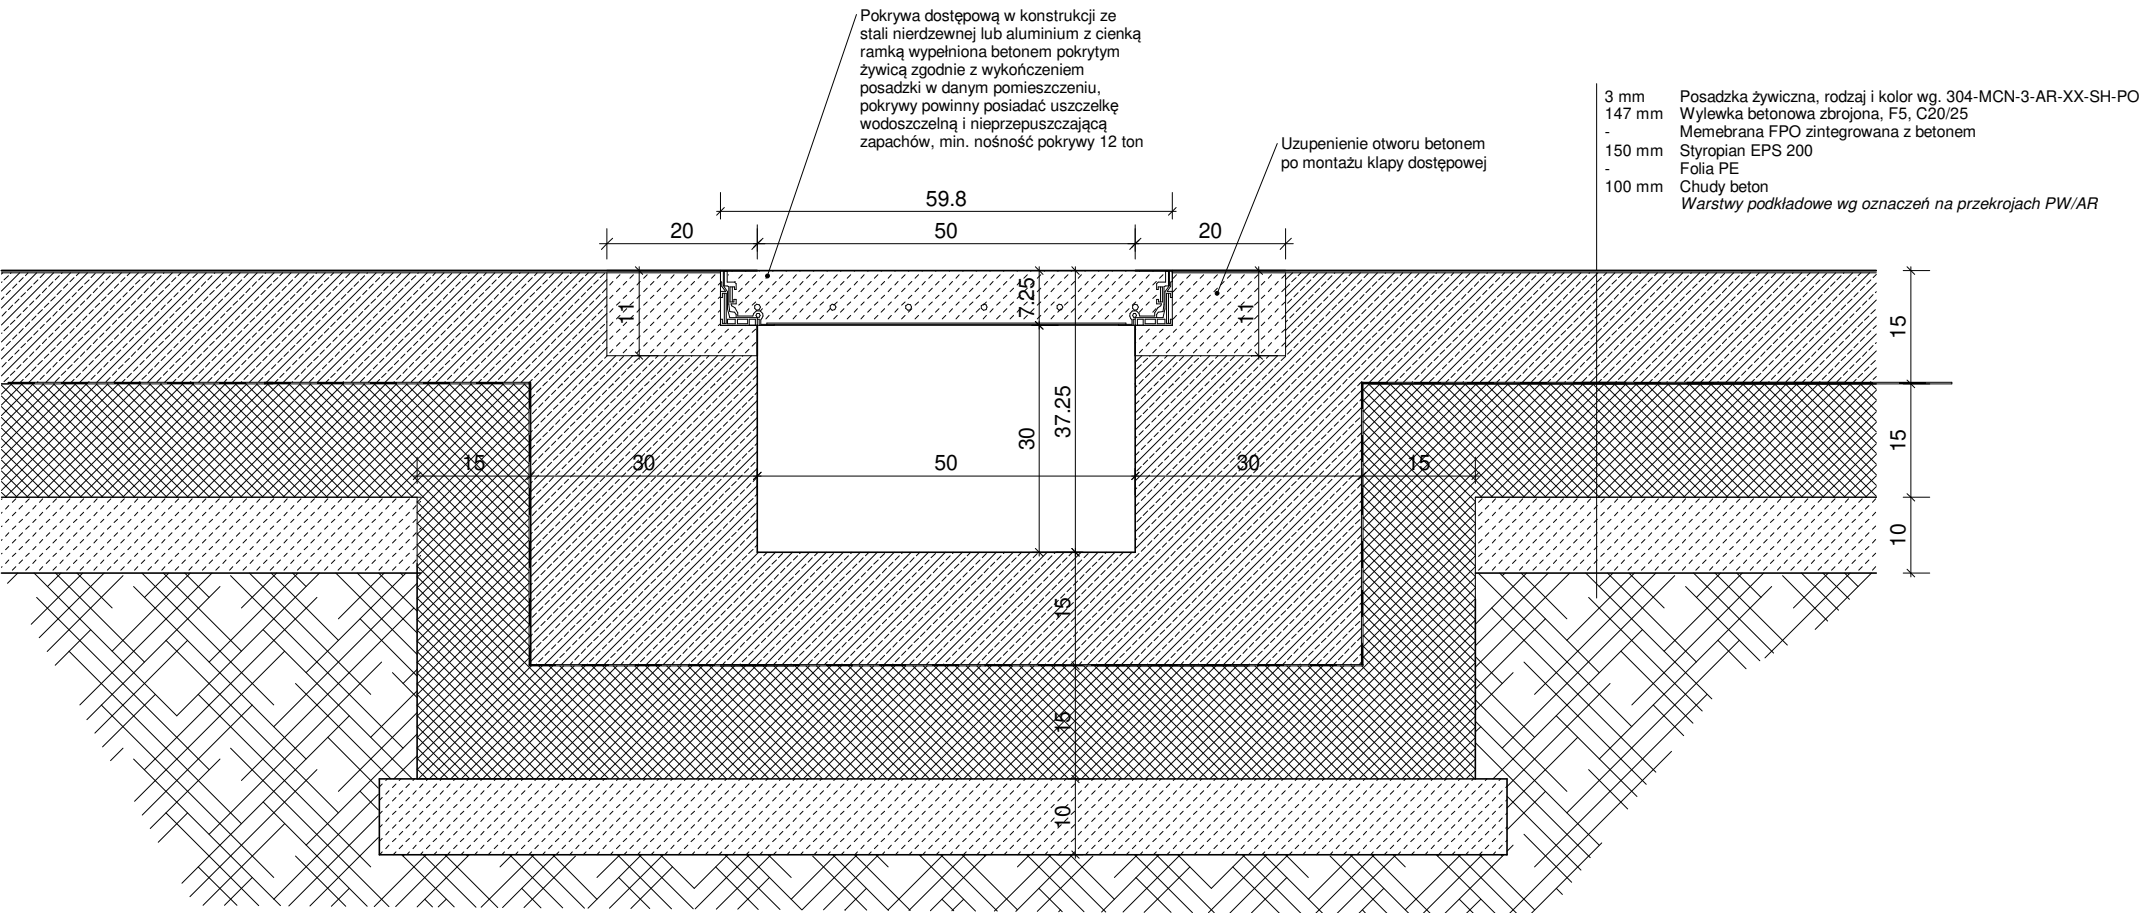 Pokrywa dostępową w konstrukcji ze
stali nierdzewnej lub aluminium z cienką
ramką wypełniona betonem pokrytym
żywicą zgodnie z wykończeniem
posadzki w danym pomieszczeniu,
pokrywy powinny posiadać uszczelkę
wodoszczelną i nieprzepuszczającą
zapachów, min. nośność pokrywy 12 ton
Uzupenienie otworu betonem
po montażu klapy dostępowej
3 mm Posadzka żywiczna, rodzaj i kolor wg. 304-MCN-3-AR-XX-SH-PO
147 mm Wylewka betonowa zbrojona, F5, C20/25
- Memebrana FPO zintegrowana z betonem
150 mm Styropian EPS 200
- Folia PE
100 mm Chudy beton
Warstwy podkładowe wg oznaczeń na przekrojach PW/AR
59.8
20 50 20
11 7.25 11
15
37.25
30
15
15 30 50 30 15
10
15
15
10